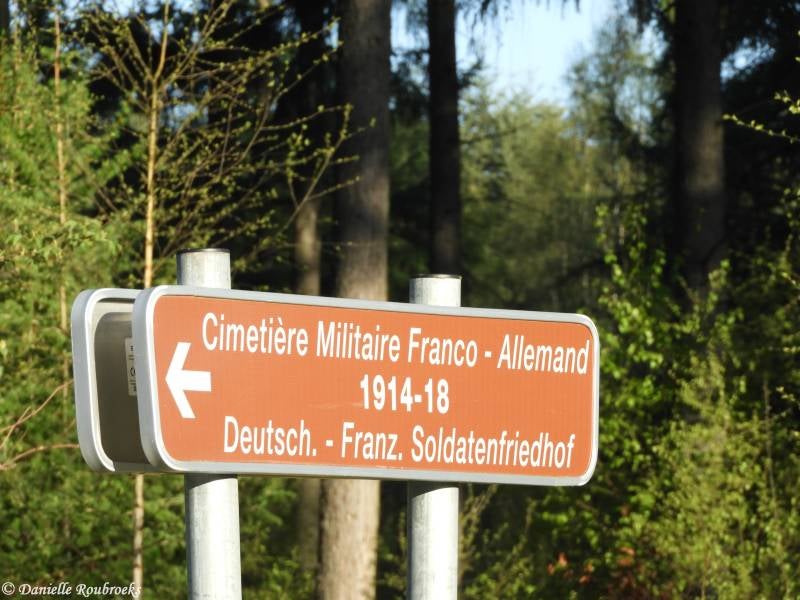 Cimetière Militaire Franco - Allemand
1914-18
Deutsch. - Franz. Soldatenfriedhof
© Danielle Roubroeks